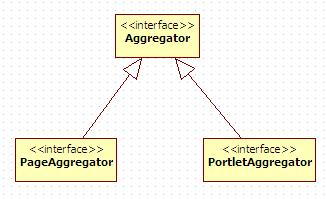 <<interface>>
Aggregator
<<interface>>
PageAggregator
<<interface>>
PortletAggregator